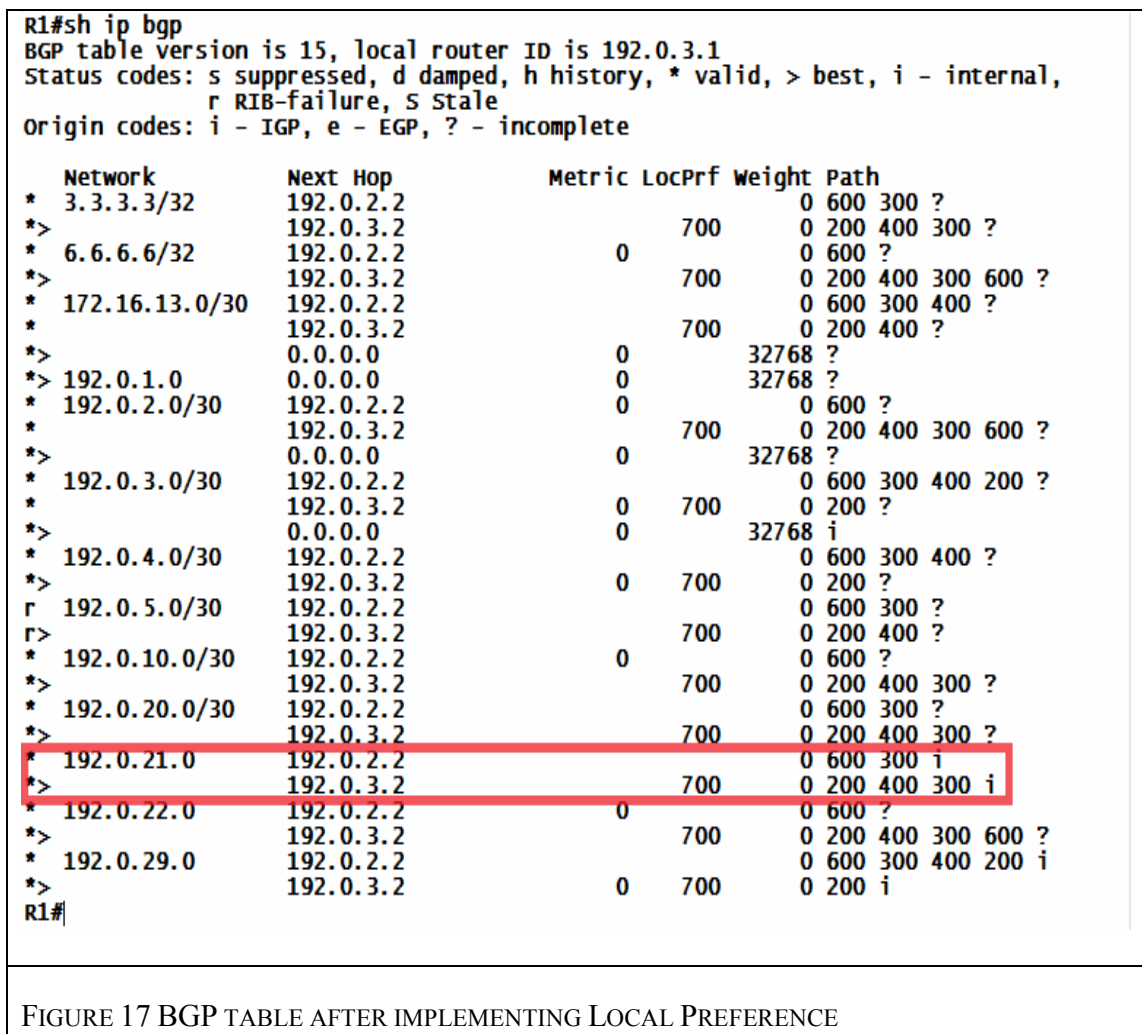 R1#sh ip bgp
BGP table version is 15, local router ID is 192.0.3.1
Status codes: s suppressed, d damped, h history, * valid, > best, i - internal,
r RIB-failure, S Stale
Origin codes: i - IGP, e - EGP, ? - incomplete
Network Next Hop Metric LocPrf Weight Path
* 3.3.3.3/32 192.0.2.2 0 600 300 ?
*> 192.0.3.2 700 0 200 400 300 ?
* 6.6.6.6/32 192.0.2.2 0 0 600 ?
*> 192.0.3.2 700 0 200 400 300 600 ?
* 172.16.13.0/30 192.0.2.2 0 600 300 400 ?
* 192.0.3.2 700 0 200 400 ?
*> 0.0.0.0 0 32768 ?
*> 192.0.1.0 0.0.0.0 0 32768 ?
* 192.0.2.0/30 192.0.2.2 0 0 600 ?
* 192.0.3.2 700 0 200 400 300 600 ?
*> 0.0.0.0 0 32768 ?
* 192.0.3.0/30 192.0.2.2 0 600 300 400 200 ?
* 192.0.3.2 0 700 0 200 ?
*> 0.0.0.0 0 32768 i
* 192.0.4.0/30 192.0.2.2 0 600 300 400 ?
*> 192.0.3.2 0 700 0 200 ?
r 192.0.5.0/30 192.0.2.2 0 600 300 ?
r> 192.0.3.2 700 0 200 400 ?
* 192.0.10.0/30 192.0.2.2 0 0 600 ?
*> 192.0.3.2 700 0 200 400 300 ?
* 192.0.20.0/30 192.0.2.2 0 600 300 ?
*> 192.0.3.2 700 0 200 400 300 ?
* 192.0.21.0 192.0.2.2 0 600 300 i
*> 192.0.3.2 700 0 200 400 300 i
* 192.0.22.0 192.0.2.2 0 0 600 ?
*> 192.0.3.2 700 0 200 400 300 600 ?
* 192.0.29.0 192.0.2.2 0 600 300 400 200 i
*> 192.0.3.2 0 700 0 200 i
R1#
FIGURE 17 BGP TABLE AFTER IMPLEMENTING LOCAL PREFERENCE